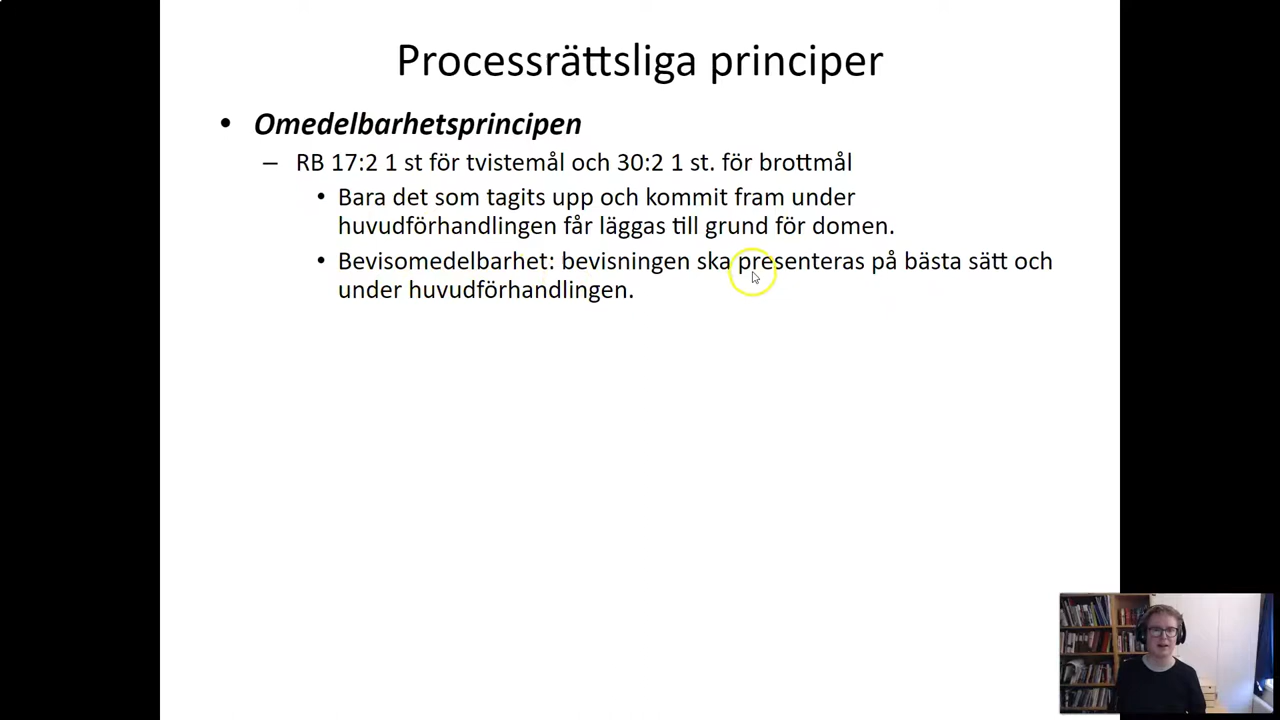 Processrättsliga principer
• Omedelbarhetsprincipen
– RB 17:2 1 st för tvistemål och 30:2 1 st. för brottmål
• Bara det som tagits upp och kommit fram under
huvudförhandlingen får läggas till grund för domen.
• Bevisomedelbarhet: bevisningen ska presenteras på bästa sätt och
under huvudförhandlingen.